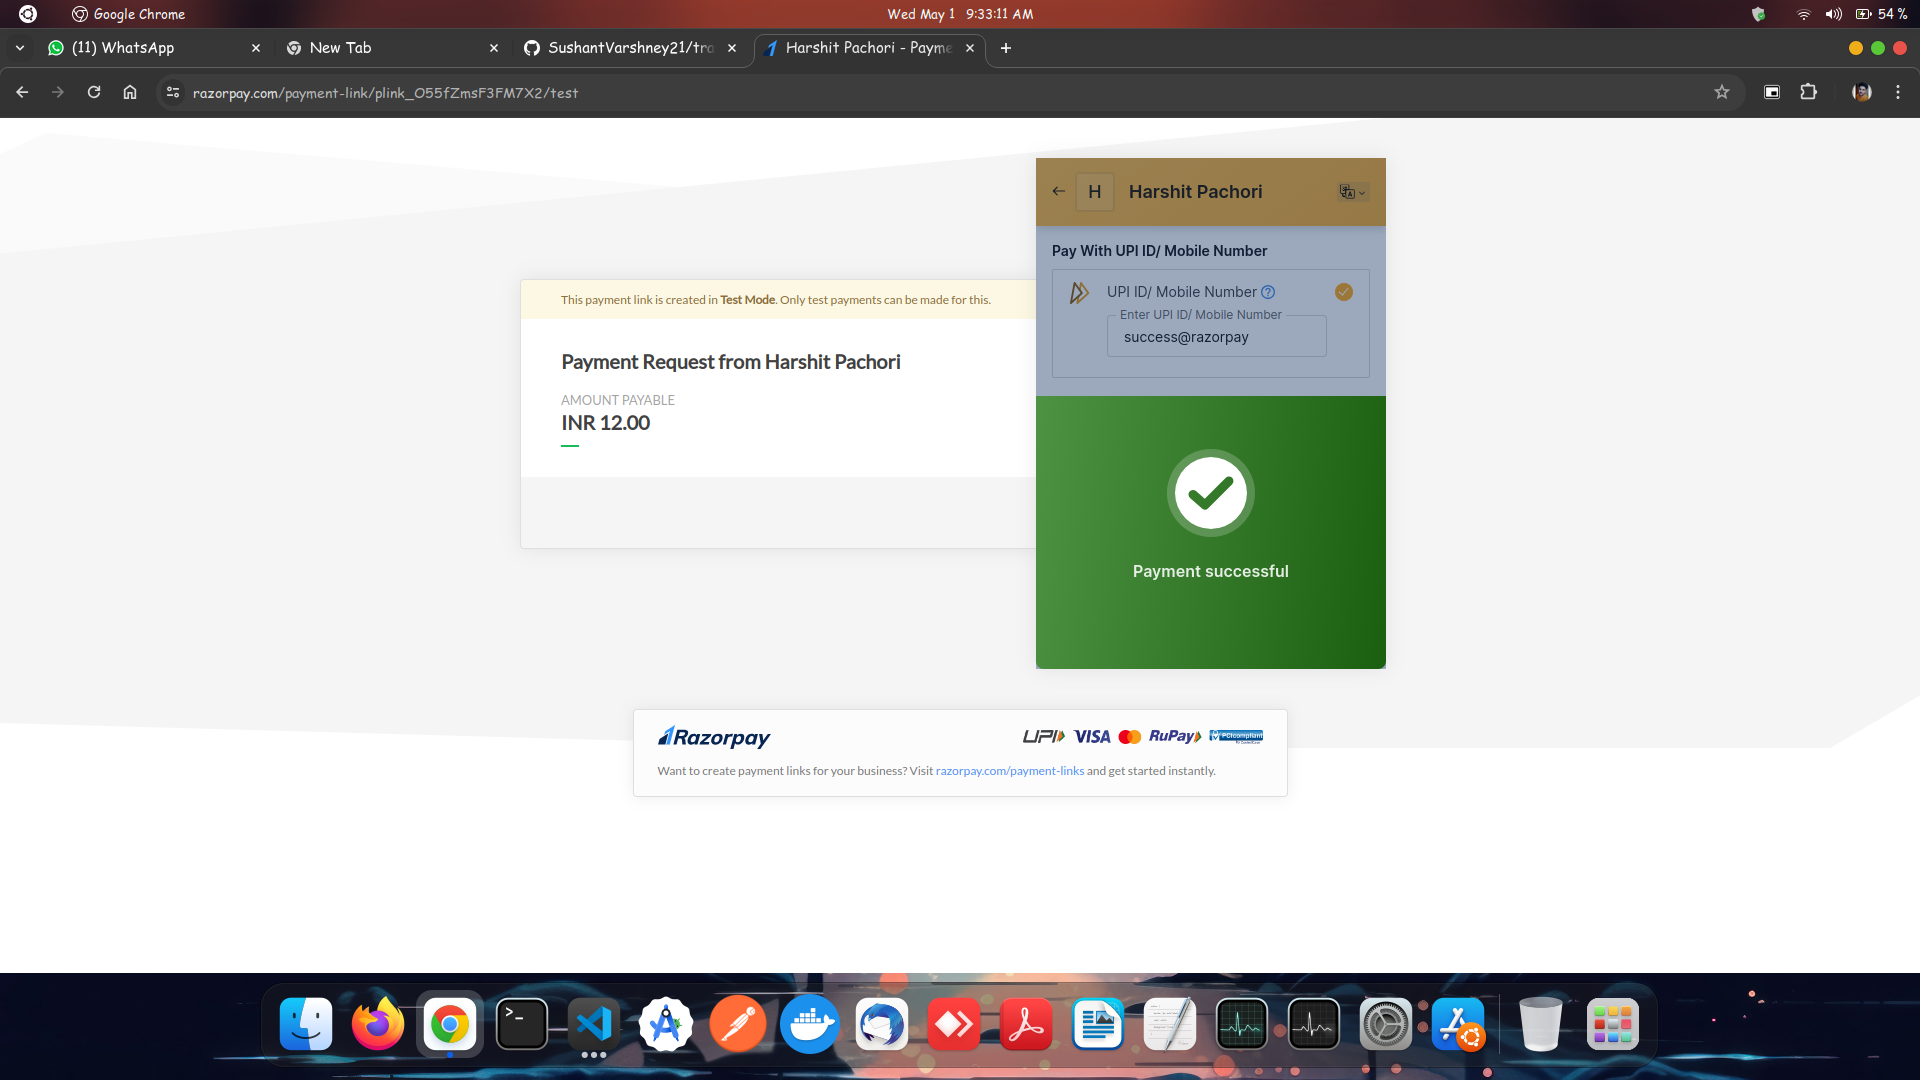 Google Chrome
Wed May 1 9:33:11 AM
54 %
(11) WhatsApp
New Tab
SushantVarshney21/tra
Harshit Pachori - Payme
razorpay.com/payment-link/plink_O55fZmsF3FM7X2/test
This payment link is created in Test Mode. Only test payments can be made for this.
Payment Request from Harshit Pachori
AMOUNT PAYABLE
INR 12.00
H
Harshit Pachori
Pay With UPI ID/ Mobile Number
UPI ID/ Mobile Number
Enter UPI ID/ Mobile Number
success@razorpay
Payment successful
Razorpay
UPI VISA RuPay PCI compliant
Want to create payment links for your business? Visit razorpay.com/payment-links and get started instantly.